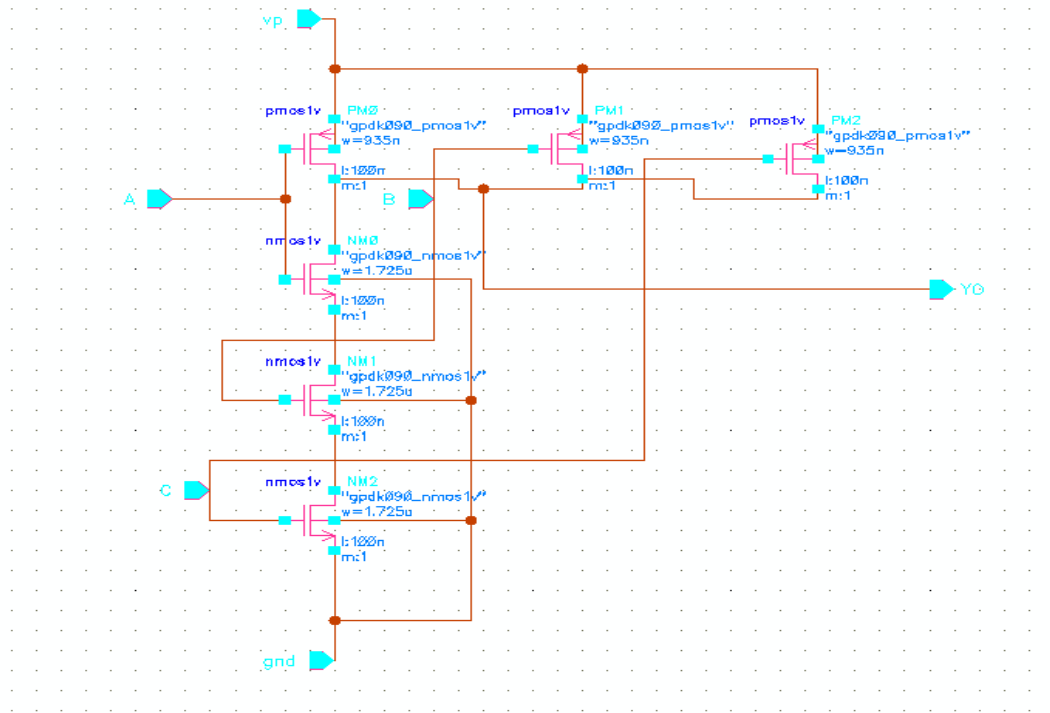 vp
pmos1v PM0
"gpdk090_pmos1v"
w=935n
l:100n
m:1
pmos1v PM1
"gpdk090_pmos1v"
w=935n
l:100n
m:1
pmos1v PM2
"gpdk090_pmos1v"
w=935n
l:100n
m:1
A
B
nmos1v NM0
"gpdk090_nmos1v"
w=1.725u
l:100n
m:1
nmos1v NM1
"gpdk090_nmos1v"
w=1.725u
l:100n
m:1
C
nmos1v NM2
"gpdk090_nmos1v"
w=1.725u
l:100n
m:1
gnd